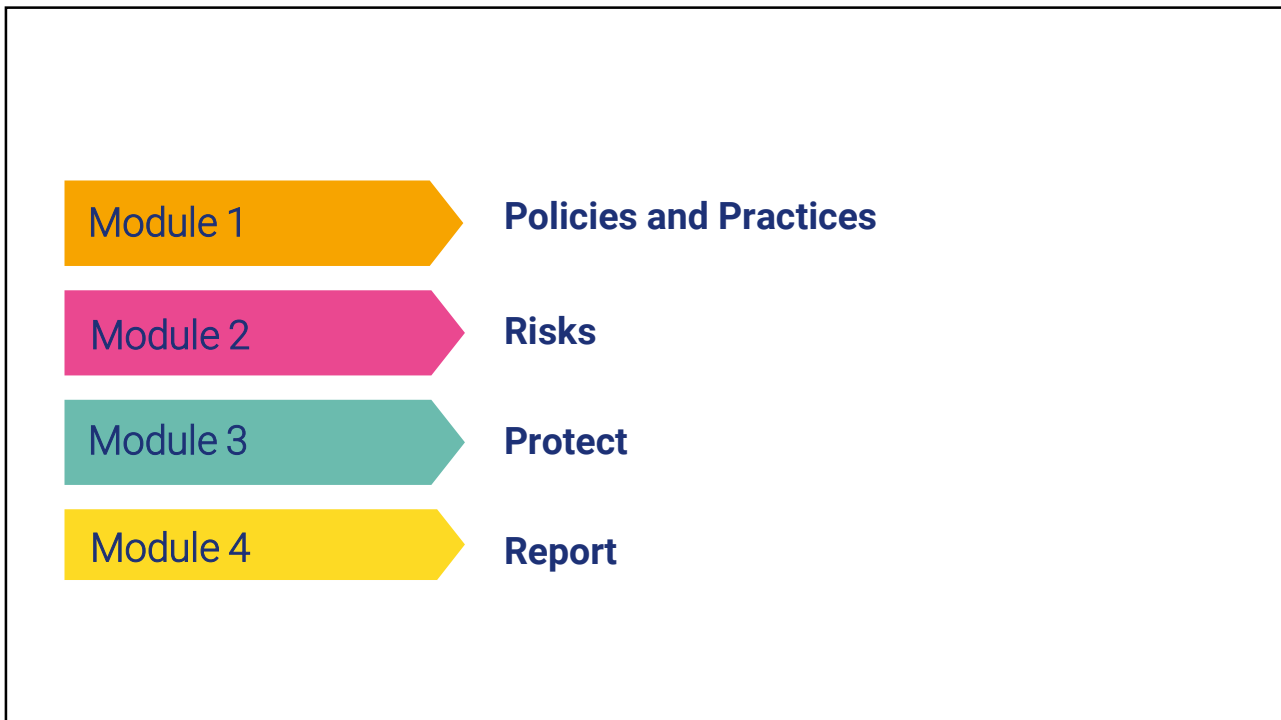 Module 1
Policies and Practices
Module 2
Risks
Module 3
Protect
Module 4
Report